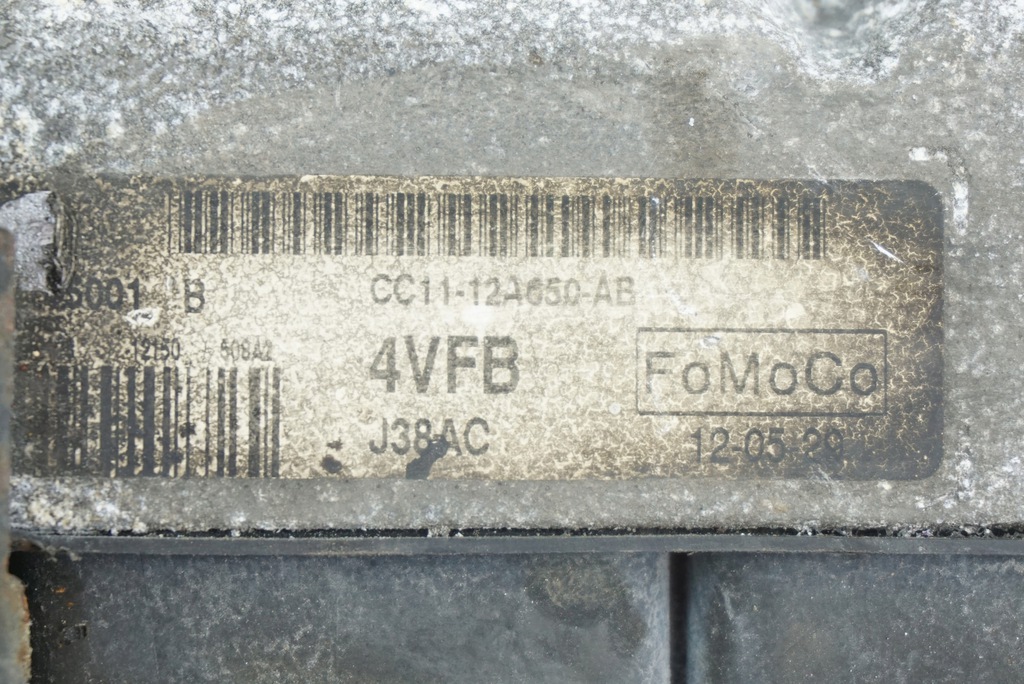 5001 B
CC11-12A650-AB
12150 508A2
4VFB
FoMoCo
J38AC
12-05-29